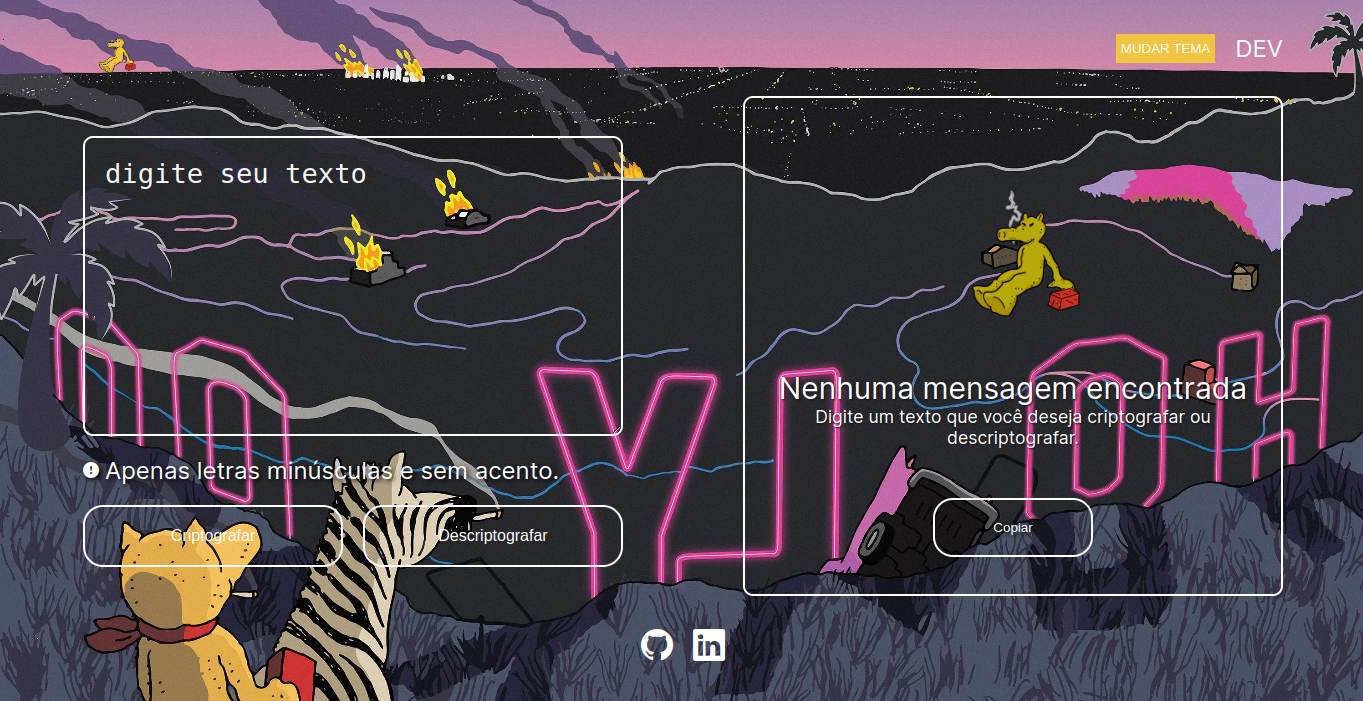 MUDAR TEMA DEV
digite seu texto
Nenhuma mensagem encontrada
Digite um texto que você deseja criptografar ou
descriptografar.
Apenas letras minúsculas e sem acento.
Criptografar
Descriptografar
Copiar
in